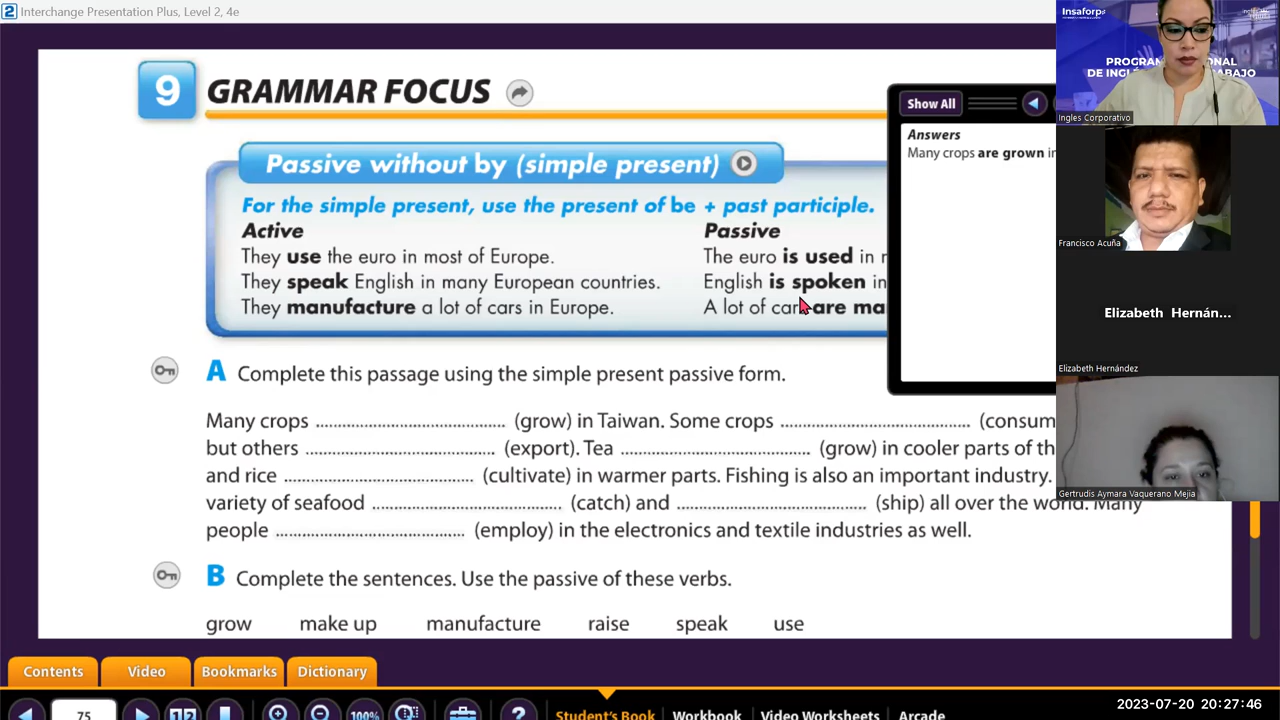 Interchange Presentation Plus, Level 2, 4e
9 GRAMMAR FOCUS
Passive without by (simple present)
For the simple present, use the present of be + past participle.
Active Passive
They use the euro in most of Europe. The euro is used in
They speak English in many European countries. English is spoken in
They manufacture a lot of cars in Europe. A lot of car are ma
A Complete this passage using the simple present passive form.
Many crops .................................................. (grow) in Taiwan. Some crops .................................................. (consum
but others .................................................. (export). Tea .................................................. (grow) in cooler parts of th
and rice .................................................. (cultivate) in warmer parts. Fishing is also an important industry.
variety of seafood .................................................. (catch) and .................................................. (ship) all over the world. Many
people .................................................. (employ) in the electronics and textile industries as well.
B Complete the sentences. Use the passive of these verbs.
grow make up manufacture raise speak use
Show All
Answers
Many crops are grown in
Insaforp
Ingles Corporativo
Francisco Acuña
Elizabeth Hernán...
Elizabeth Hernández
Gertrudis Aymara Vaquerano Mejia
Contents Video Bookmarks Dictionary
75 100% ? Student's Book Workbook Video Worksheets Arcade
2023-07-20 20:27:46